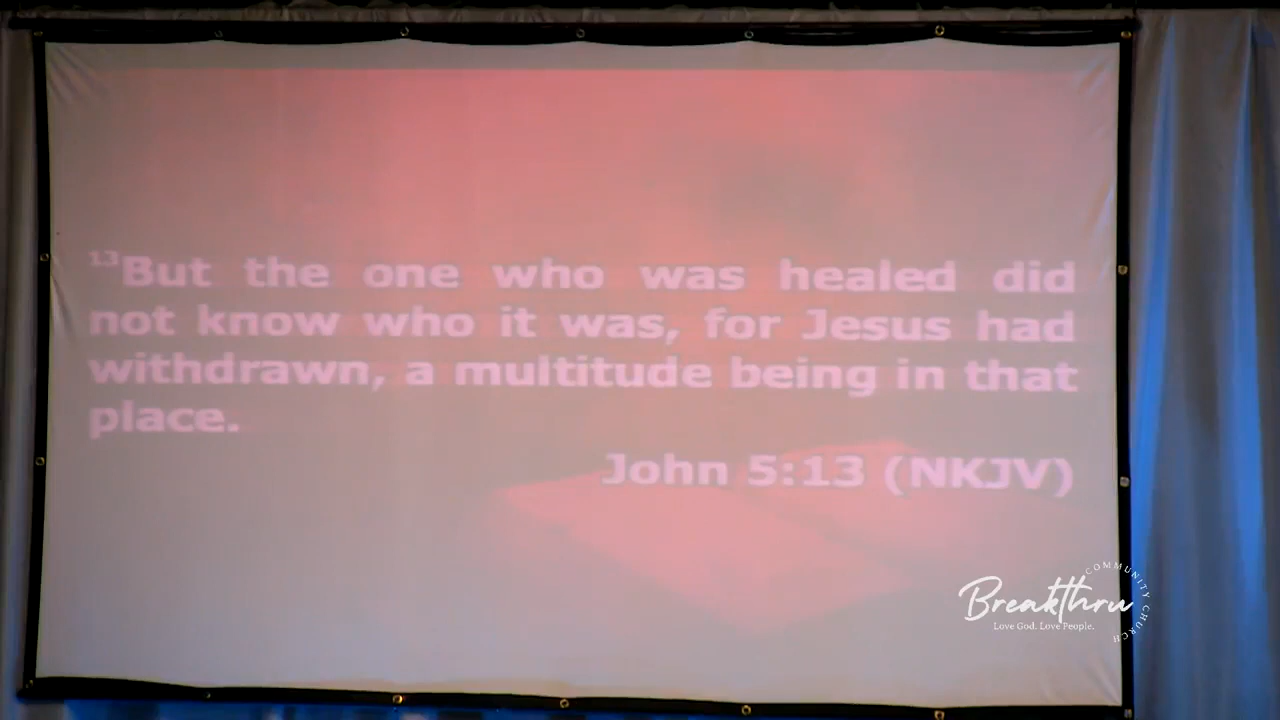 13But the one who was healed did
not know who it was, for Jesus had
withdrawn, a multitude being in that
place.
John 5:13 (NKJV)
Breakthru
COMMUNITY CHURCH
Love God. Love People.